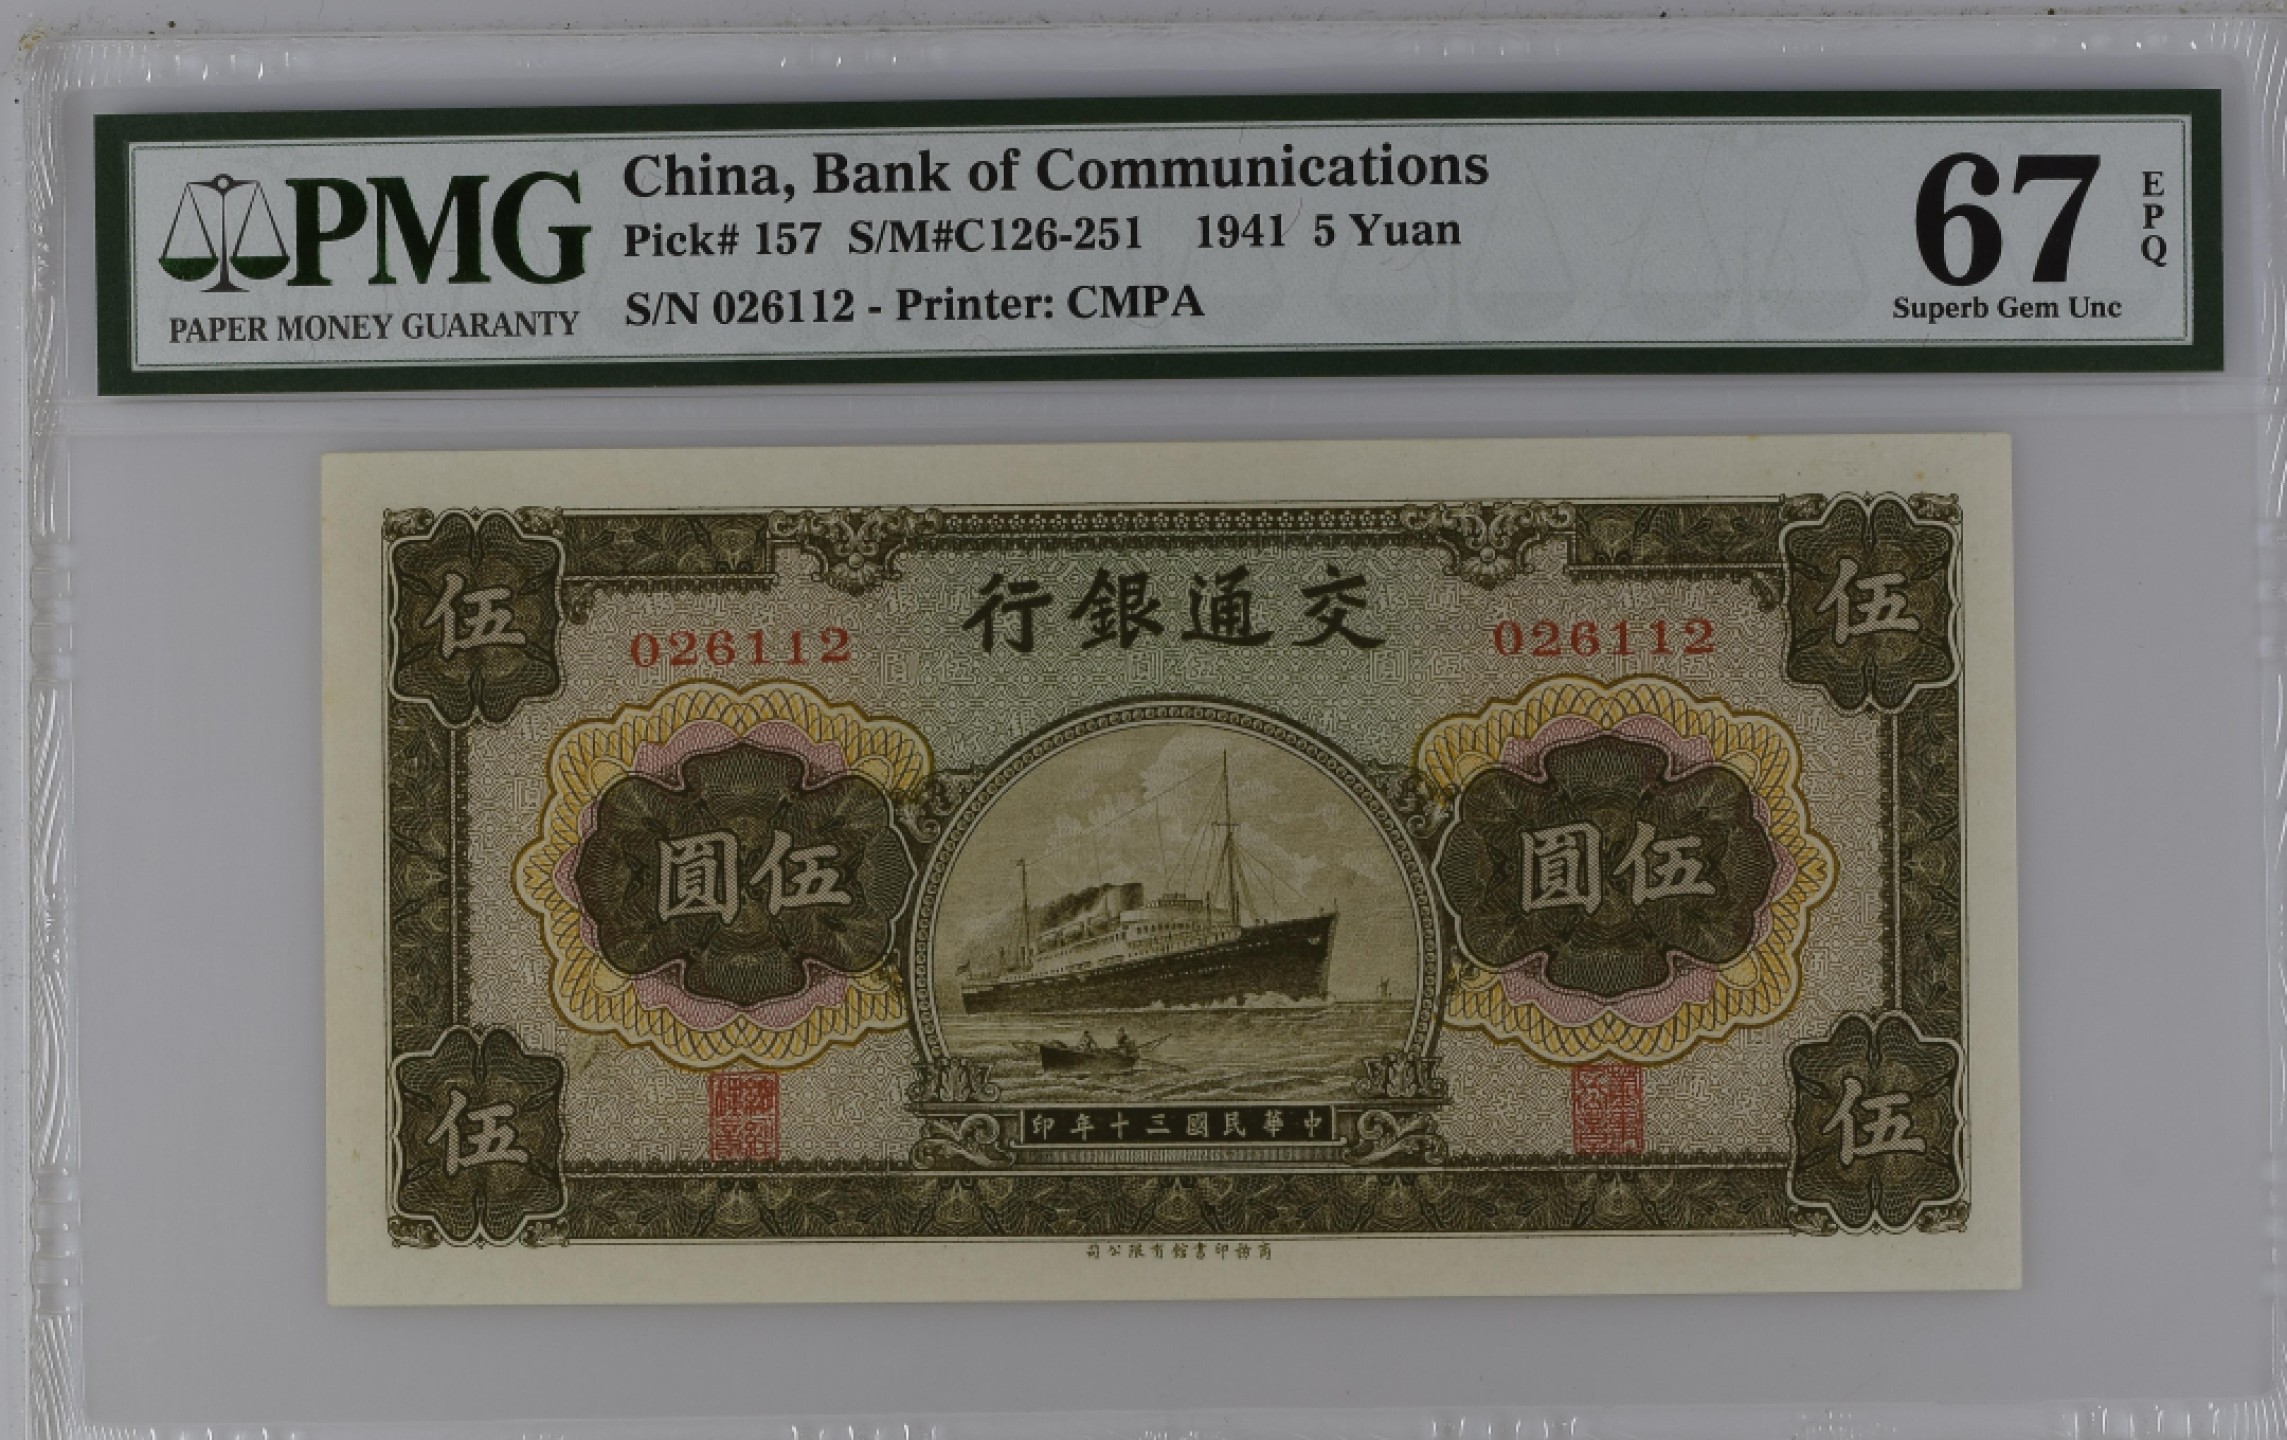 PMG
PAPER MONEY GUARANTY
China, Bank of Communications
Pick# 157 S/M#C126-251 1941 5 Yuan
S/N 026112 - Printer: CMPA
67
EPQ
Superb Gem Unc
伍
行銀通交
伍
026112
026112
圓伍
圓伍
印年十三國民華中
伍
伍
司公限有館書印務商